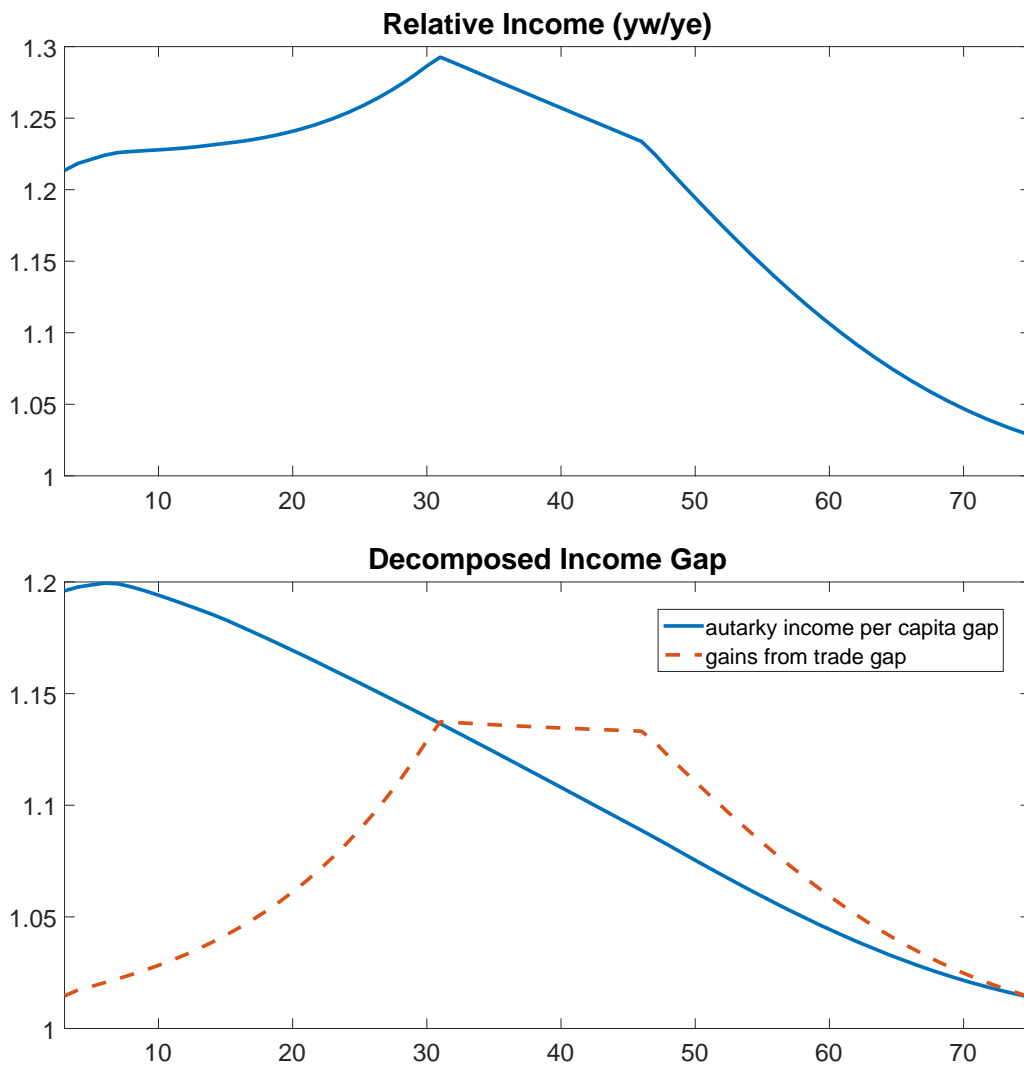 Relative Income (yw/ye)
1.3
1.25
1.2
1.15
1.1
1.05
1
10 20 30 40 50 60 70
Decomposed Income Gap
1.2
autarky income per capita gap
gains from trade gap
1.15
1.1
1.05
1
10 20 30 40 50 60 70